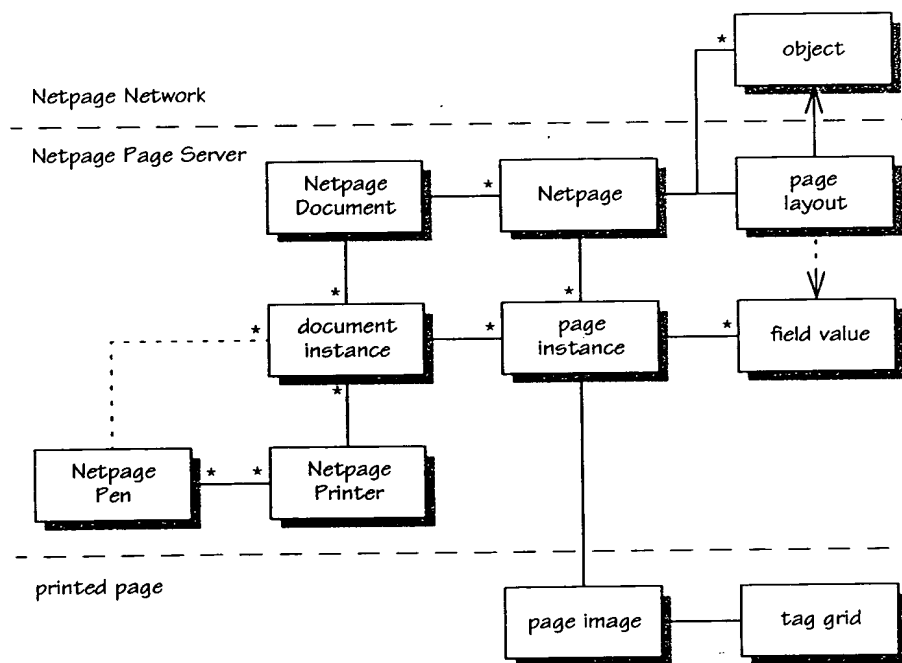 object
Netpage Network
Netpage Page Server
Netpage
Document
Netpage
page
layout
document
instance
page
instance
field value
Netpage
Pen
Netpage
Printer
printed page
page image
tag grid